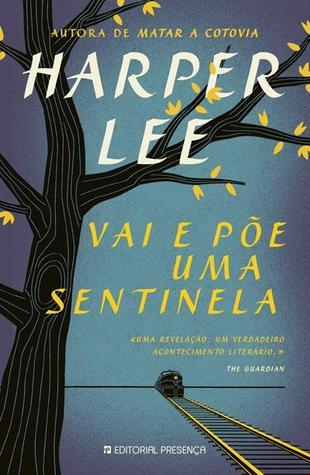 AUTORA DE MATAR A COTOVIA
HARPER
LEE
VAI E PÕE
UMA
SENTINELA
«UMA REVELAÇÃO, UM VERDADEIRO
ACONTECIMENTO LITERÁRIO.»
THE GUARDIAN
EDITORIAL PRESENÇA